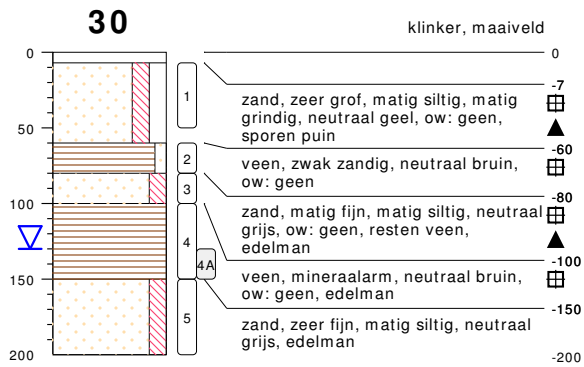 30
klinker, maaiveld
0
0
-7
1
zand, zeer grof, matig siltig, matig
grindig, neutraal geel, ow: geen,
sporen puin
50
-60
2
veen, zwak zandig, neutraal bruin,
ow: geen
-80
3
zand, matig fijn, matig siltig, neutraal
grijs, ow: geen, resten veen,
edelman
100
-100
4
4A
veen, mineraalarm, neutraal bruin,
ow: geen, edelman
150
-150
5
zand, zeer fijn, matig siltig, neutraal
grijs, edelman
200
-200